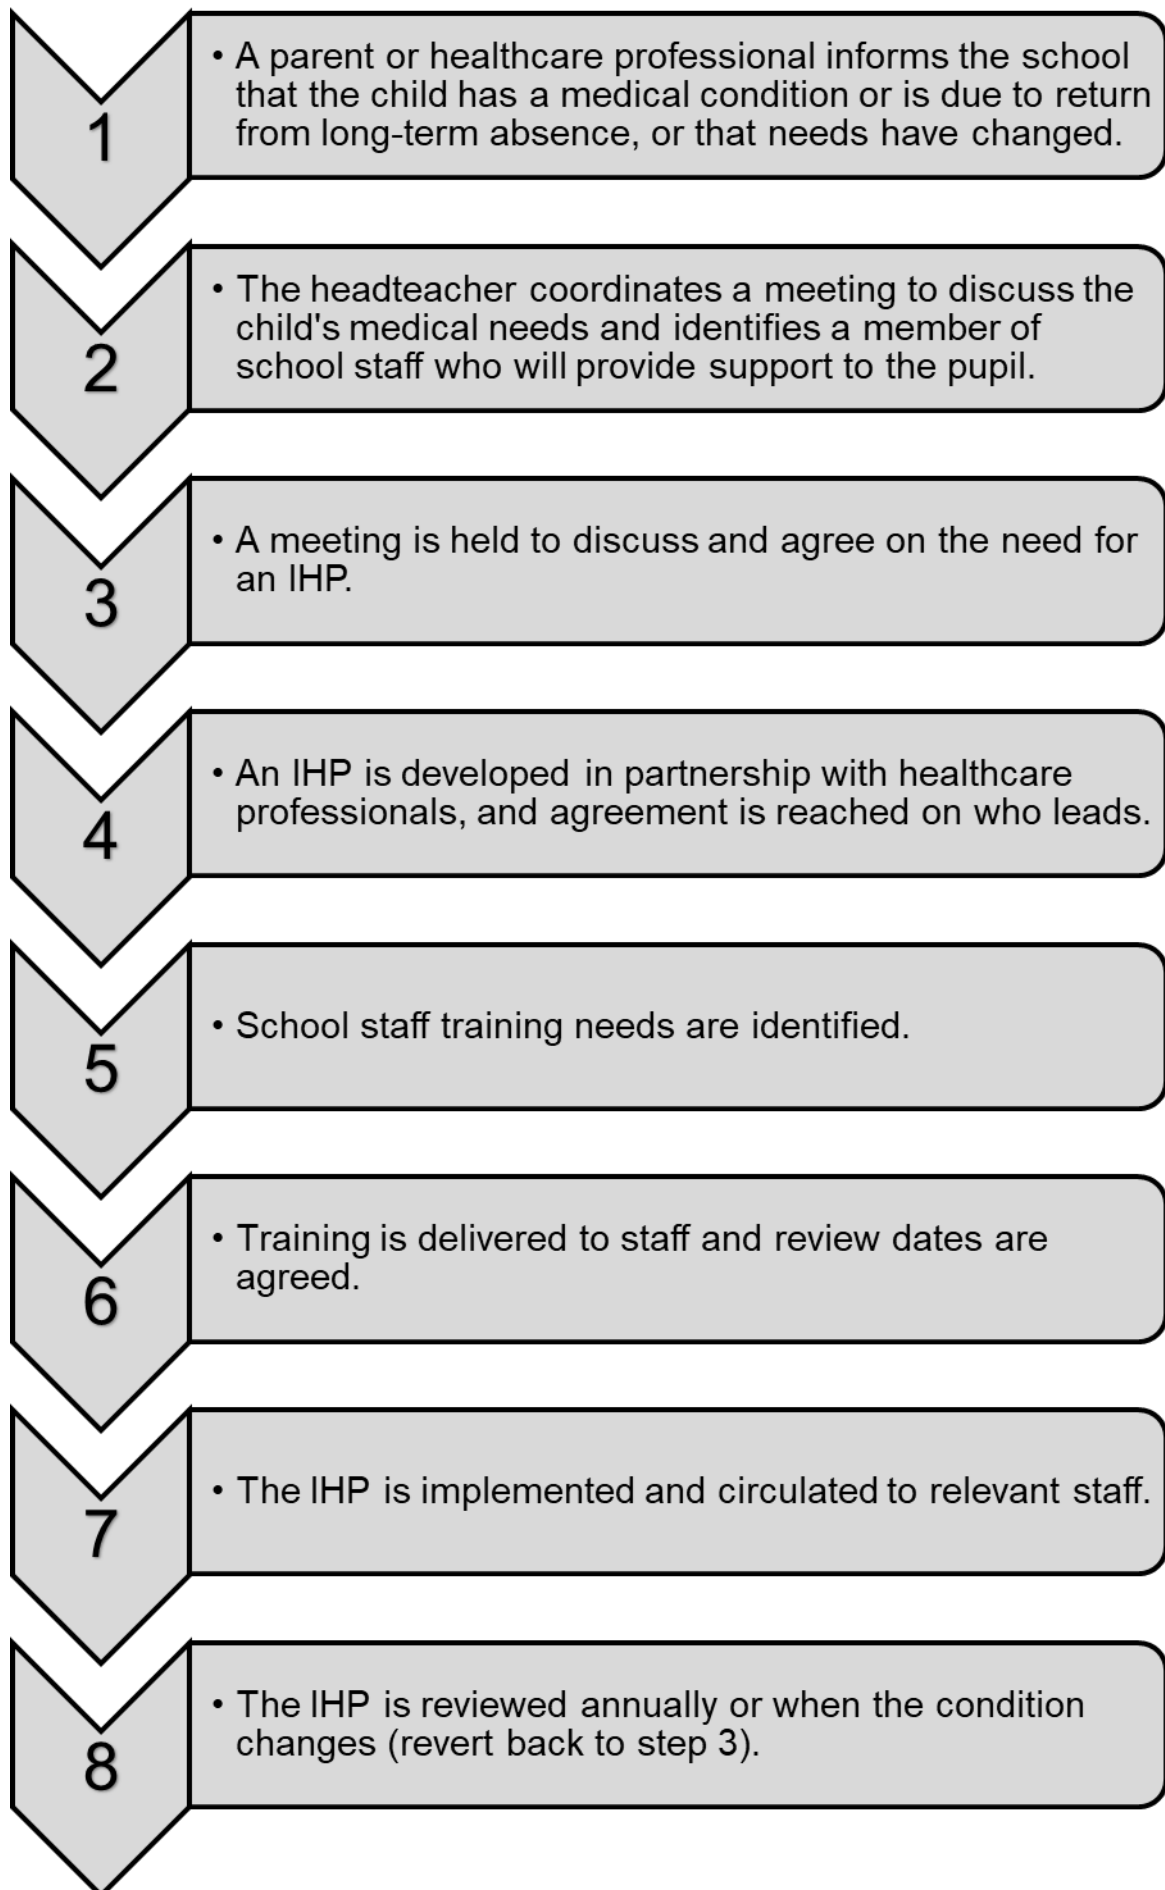 1
• A parent or healthcare professional informs the school
that the child has a medical condition or is due to return
from long-term absence, or that needs have changed.
2
• The headteacher coordinates a meeting to discuss the
child's medical needs and identifies a member of
school staff who will provide support to the pupil.
3
• A meeting is held to discuss and agree on the need for
an IHP.
4
• An IHP is developed in partnership with healthcare
professionals, and agreement is reached on who leads.
5
• School staff training needs are identified.
6
• Training is delivered to staff and review dates are
agreed.
7
• The IHP is implemented and circulated to relevant staff.
8
• The IHP is reviewed annually or when the condition
changes (revert back to step 3).